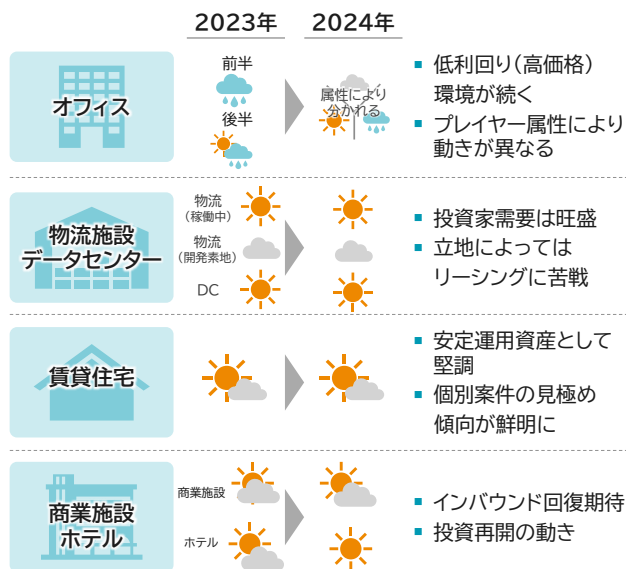 2023年
2024年
オフィス
前半
後半
属性により
分かれる
▪ 低利回り（高価格）
環境が続く
▪ プレイヤー属性により
動きが異なる
物流施設
データセンター
物流
（稼働中）
物流
（開発素地）
DC
▪ 投資家需要は旺盛
▪ 立地によっては
リーシングに苦戦
賃貸住宅
▪ 安定運用資産として
堅調
▪ 個別案件の見極め
傾向が鮮明に
商業施設
ホテル
商業施設
ホテル
▪ インバウンド回復期待
▪ 投資再開の動き